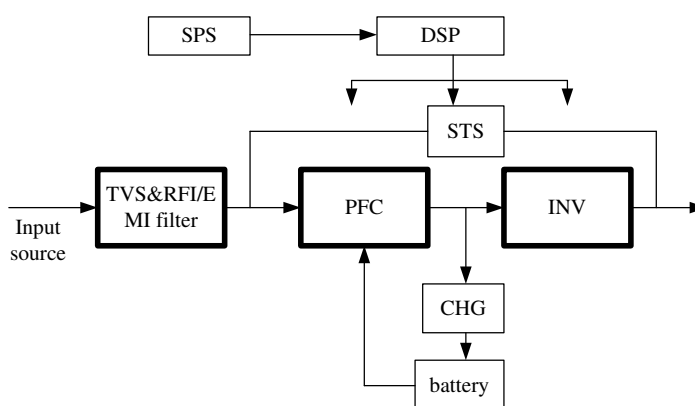 SPS
DSP
STS
TVS&RFI/E
MI filter
PFC
INV
Input
source
CHG
battery